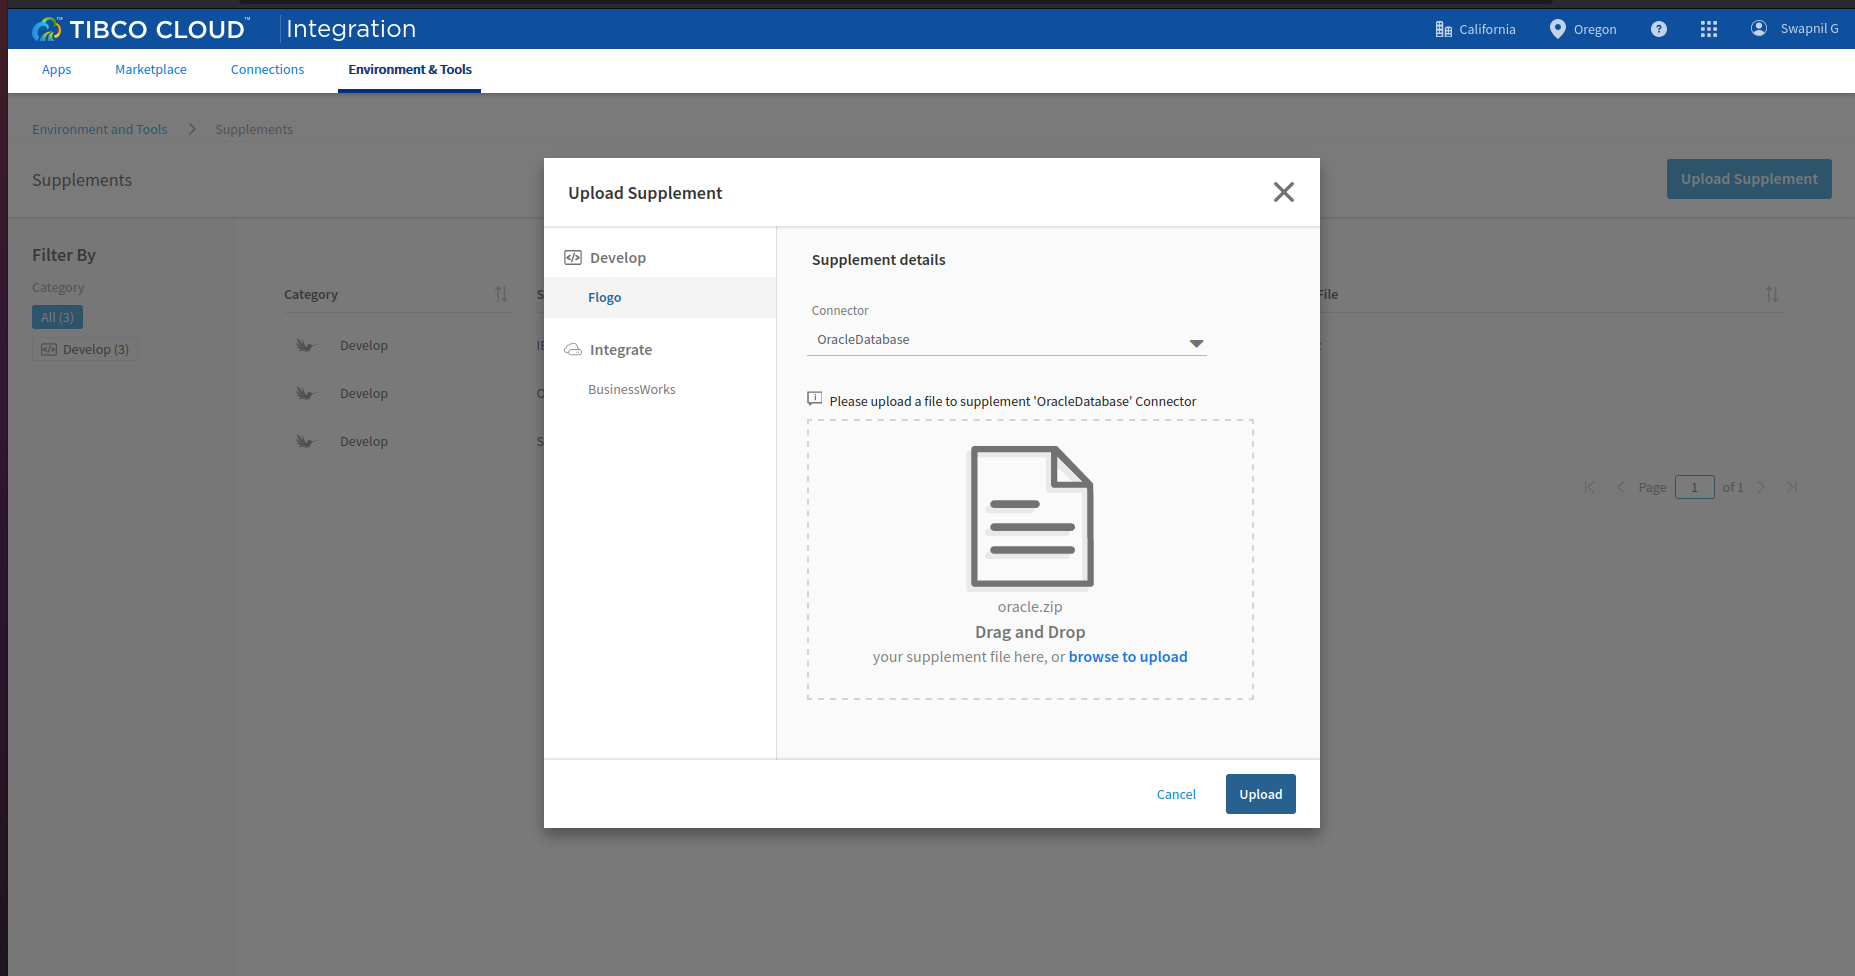 TIBCO CLOUD™ Integration
California
Oregon
?
Swapnil G
Apps
Marketplace
Connections
Environment & Tools
Environment and Tools
Supplements
Supplements
Upload Supplement
Filter By
Category
All (3)
Develop (3)
Category
File
Develop
Develop
Develop
Page 1 of 1
Upload Supplement
Develop
Flogo
Integrate
BusinessWorks
Supplement details
Connector
OracleDatabase
Please upload a file to supplement 'OracleDatabase' Connector
oracle.zip
Drag and Drop
your supplement file here, or browse to upload
Cancel
Upload